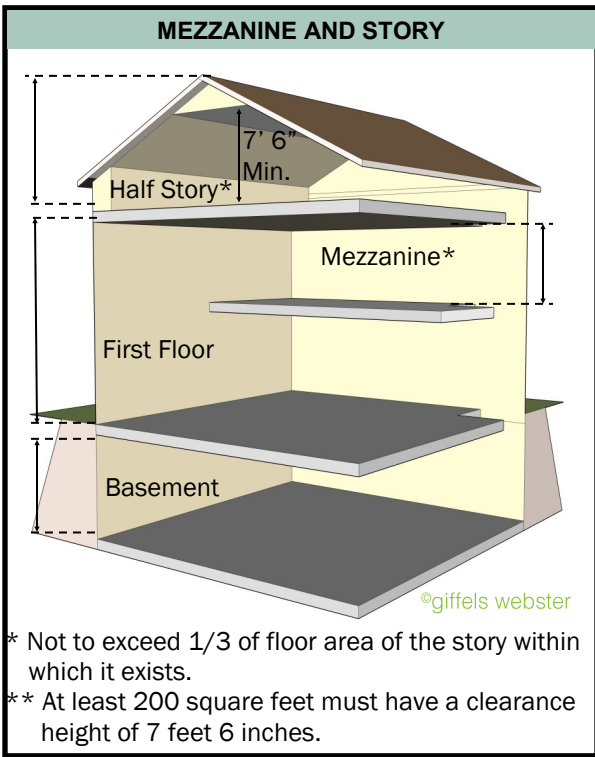 MEZZANINE AND STORY
7’ 6”
Min.
Half Story*
Mezzanine*
First Floor
Basement
©giffels webster
* Not to exceed 1/3 of floor area of the story within
which it exists.
** At least 200 square feet must have a clearance
height of 7 feet 6 inches.